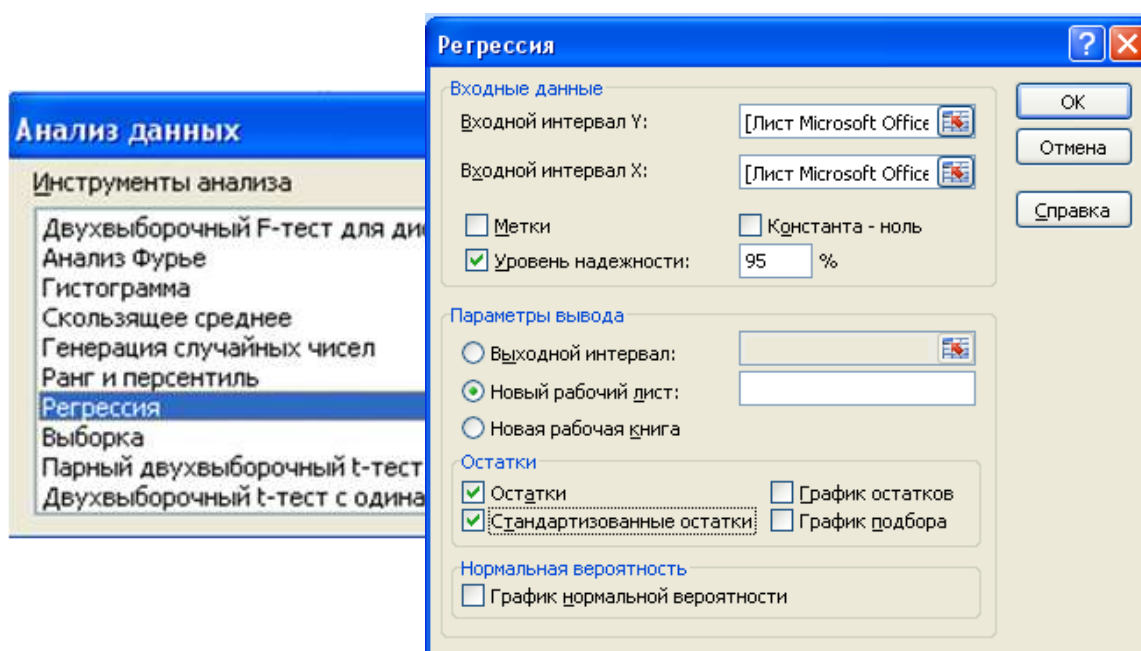 Анализ данных
Инструменты анализа
Двухвыборочный F-тест для
Анализ Фурье
Гистограмма
Скользящее среднее
Генерация случайных чисел
Ранг и персентиль
Регрессия
Выборка
Парный двухвыборочный t-тест
Двухвыборочный t-тест с
Регрессия
Входные данные
Входной интервал Y: [Лист Microsoft Office
Входной интервал X: [Лист Microsoft Office
Метки Константа - ноль
Уровень надежности: 95 %
Параметры вывода
Выходной интервал:
Новый рабочий лист:
Новая рабочая книга
Остатки
Остатки График остатков
Стандартизованные остатки График подбора
Нормальная вероятность
График нормальной вероятности
?
ОК
Отмена
Справка